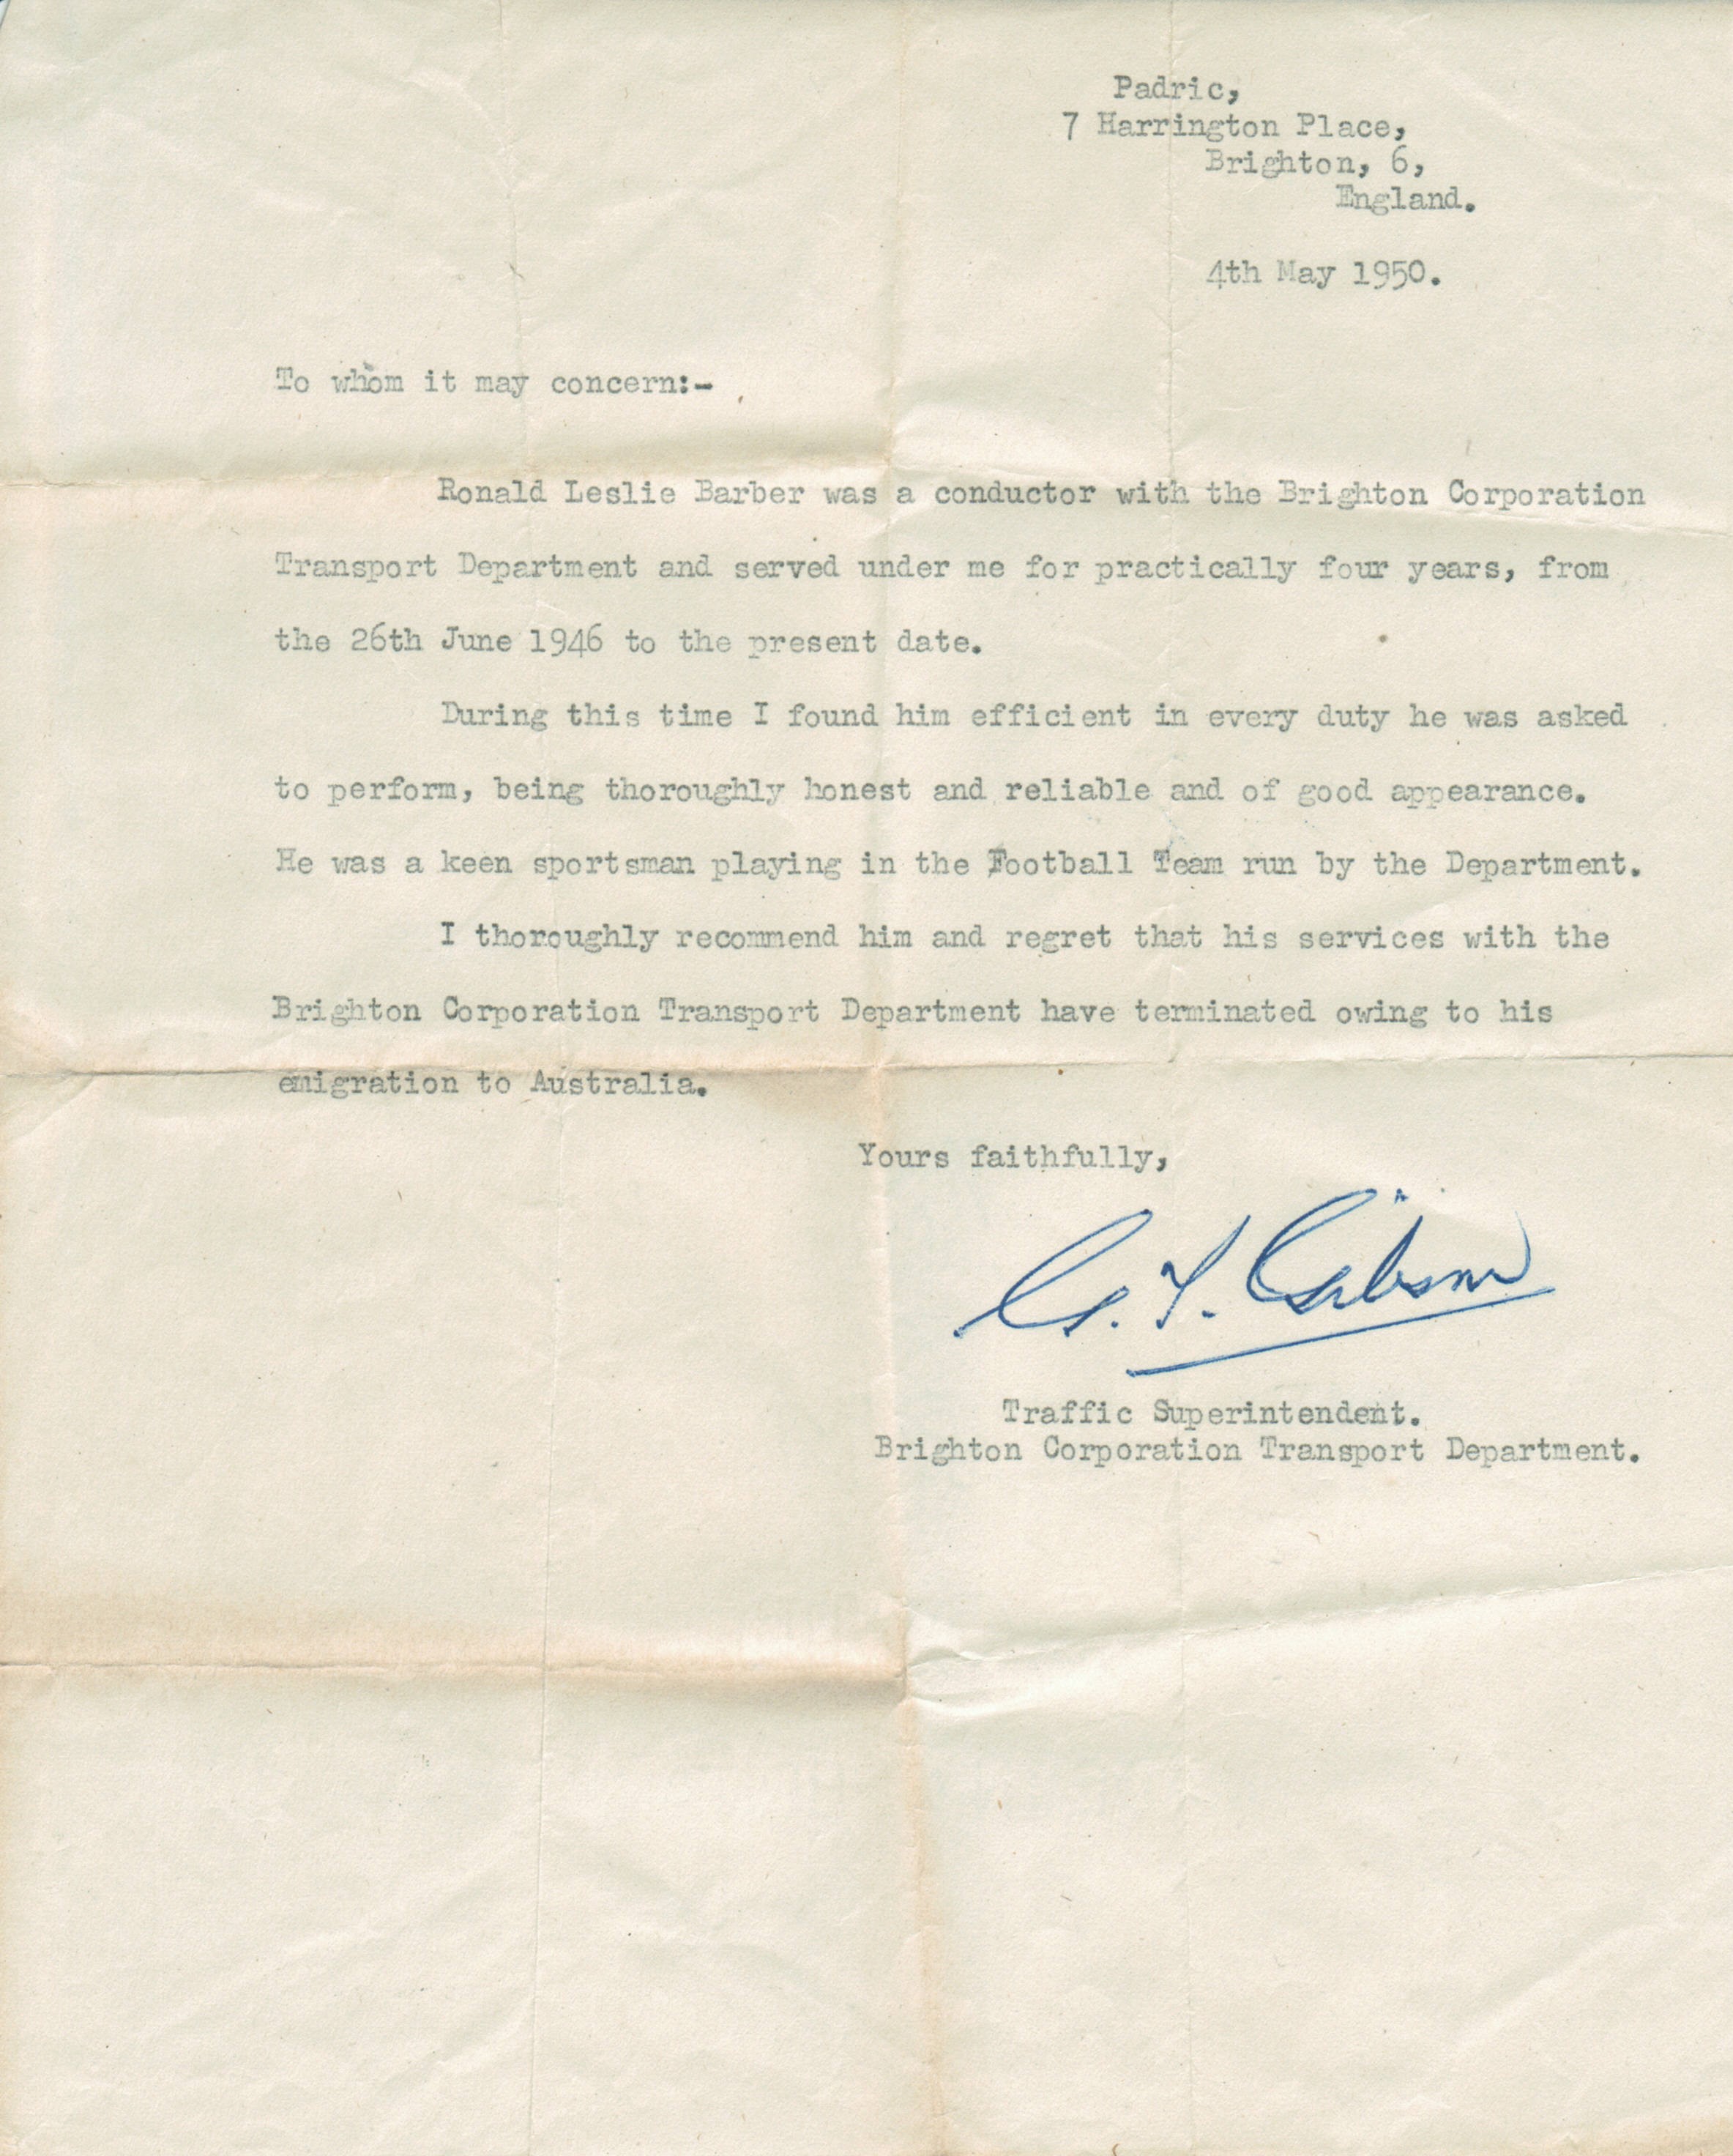 Padric,
7 Harrington Place,
Brighton, 6,
England.
4th May 1950.
To whom it may concern:-
Ronald Leslie Barber was a conductor with the Brighton Corporation
Transport Department and served under me for practically four years, from
the 26th June 1946 to the present date.
During this time I found him efficient in every duty he was asked
to perform, being thoroughly honest and reliable and of good appearance.
He was a keen sportsman playing in the Football Team run by the Department.
I thoroughly recommend him and regret that his services with the
Brighton Corporation Transport Department have terminated owing to his
emigration to Australia.
Yours faithfully,
Gibson
Traffic Superintendent.
Brighton Corporation Transport Department.